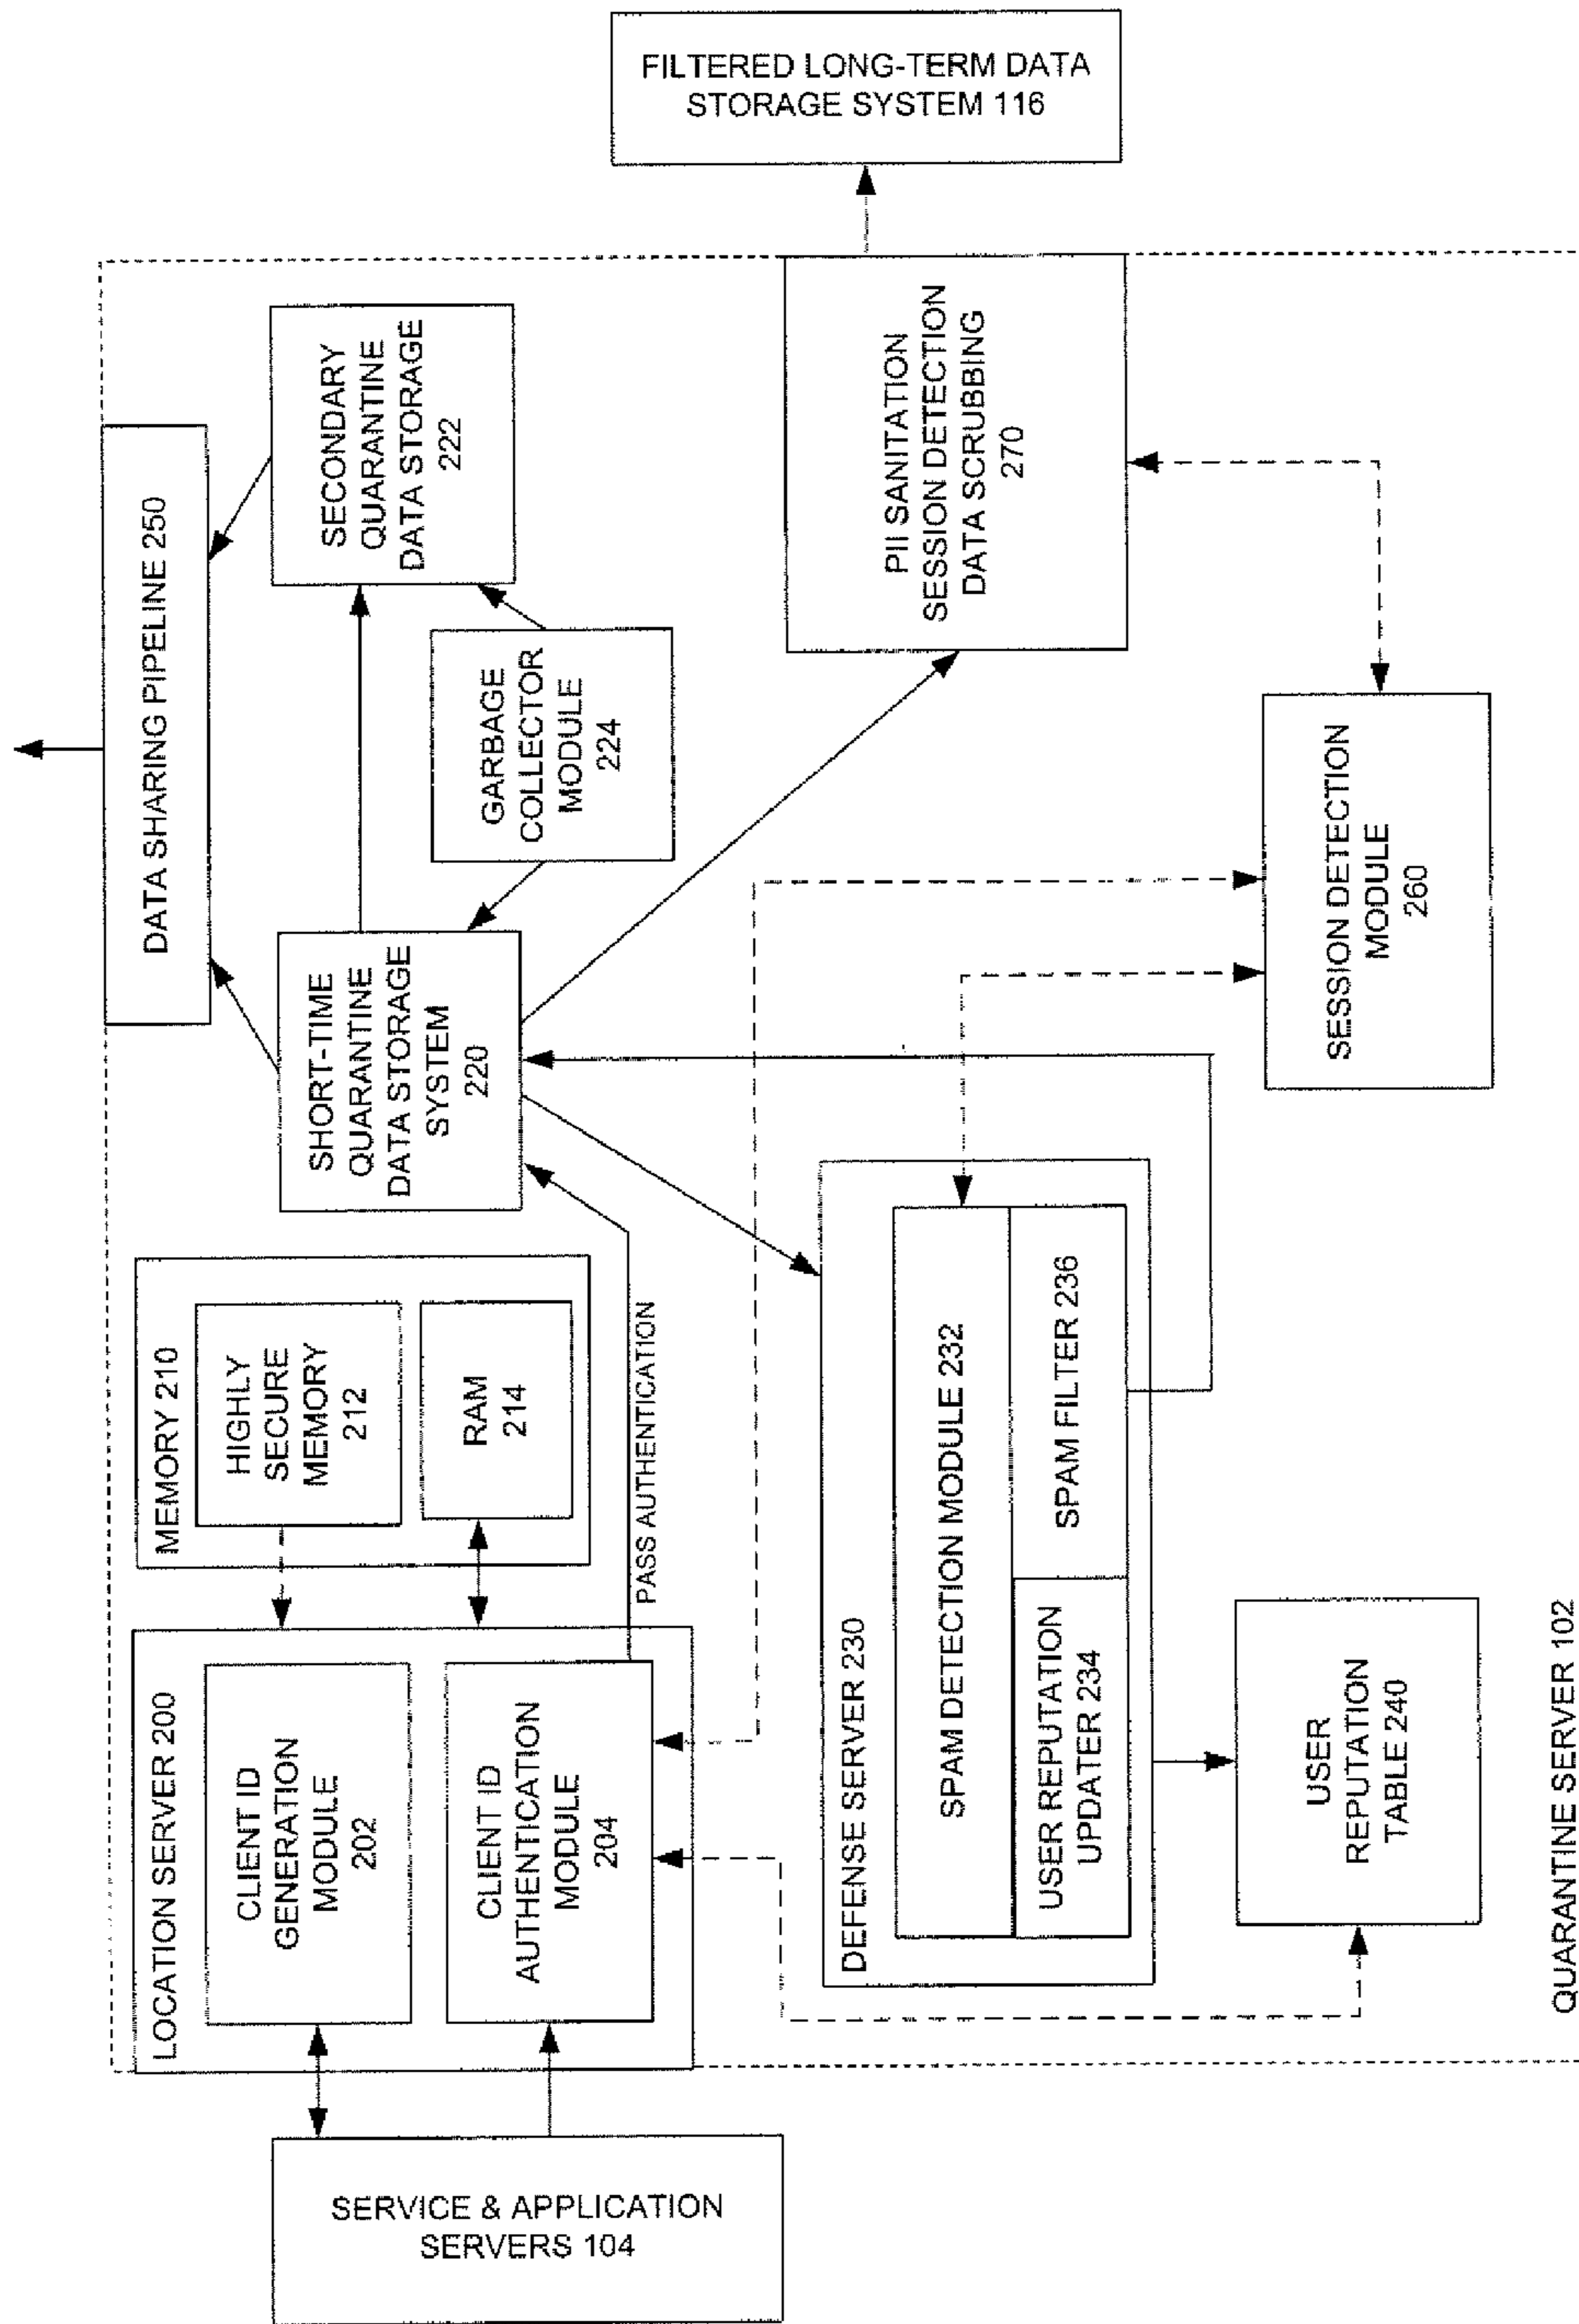 SERVICE & APPLICATION
SERVERS 104
LOCATION SERVER 200
CLIENT ID
GENERATION
MODULE
202
CLIENT ID
AUTHENTICATION
MODULE
204
MEMORY 210
HIGHLY
SECURE
MEMORY
212
RAM
214
PASS AUTHENTICATION
SHORT-TIME
QUARANTINE
DATA STORAGE
SYSTEM
220
DATA SHARING PIPELINE 250
SECONDARY
QUARANTINE
DATA STORAGE
222
GARBAGE
COLLECTOR
MODULE
224
DEFENSE SERVER 230
SPAM DETECTION MODULE 232
USER REPUTATION
UPDATER 234
SPAM FILTER 236
USER
REPUTATION
TABLE 240
SESSION DETECTION
MODULE
260
PII SANITATION
SESSION DETECTION
DATA SCRUBBING
270
FILTERED LONG-TERM DATA
STORAGE SYSTEM 116
QUARANTINE SERVER 102